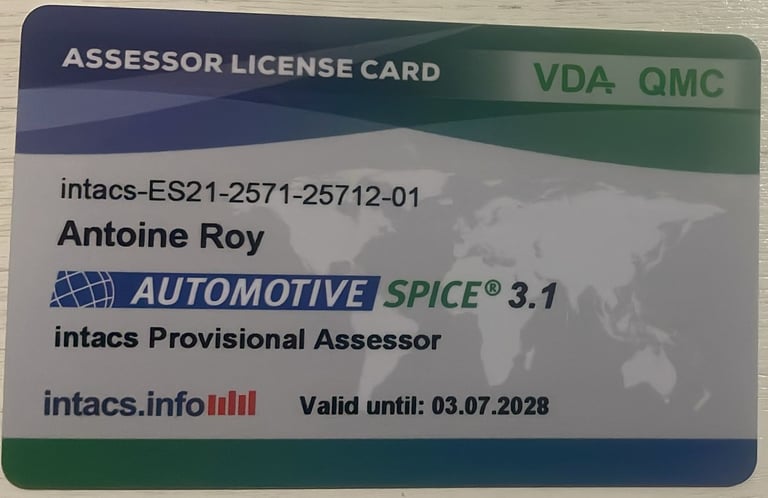 ASSESSOR LICENSE CARD
VDA QMC
intacs-ES21-2571-25712-01
Antoine Roy
AUTOMOTIVE SPICE® 3.1
intacs Provisional Assessor
intacs.info
Valid until: 03.07.2028